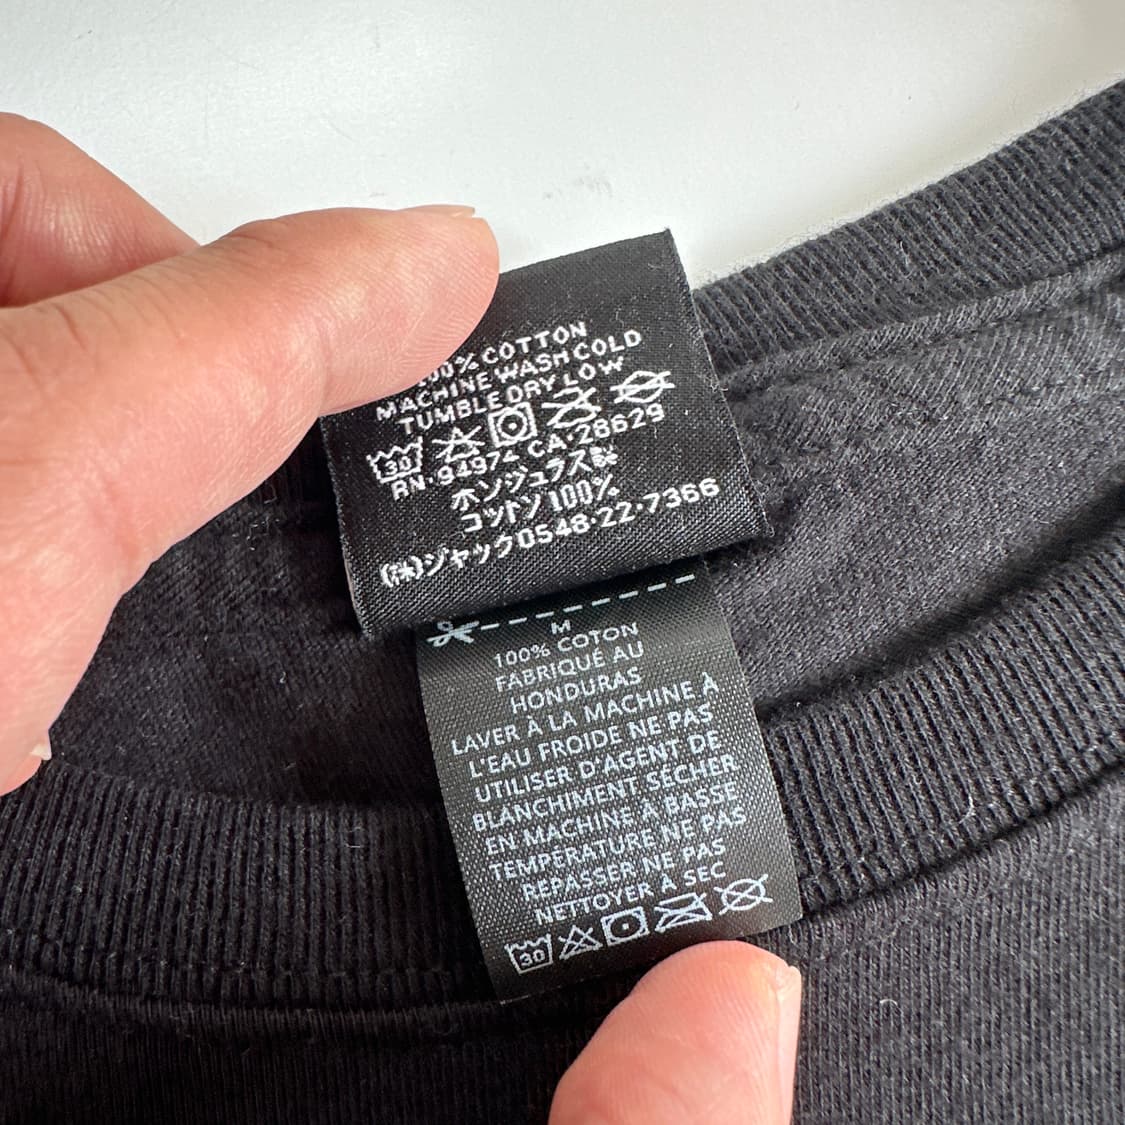 100% COTTON
MACHINE WASH COLD
TUMBLE DRY LOW
30
RN·94974 CA·28629
ホンジュラス製
コットン100%
(株)ジャック0548·22·7366
M
100% COTON
FABRIQUÉ AU
HONDURAS
LAVER À LA MACHINE À
L'EAU FROIDE NE PAS
UTILISER D'AGENT DE
BLANCHIMENT SÉCHER
EN MACHINE À BASSE
TEMPÉRATURE NE PAS
REPASSER NE PAS
NETTOYER À SEC
30